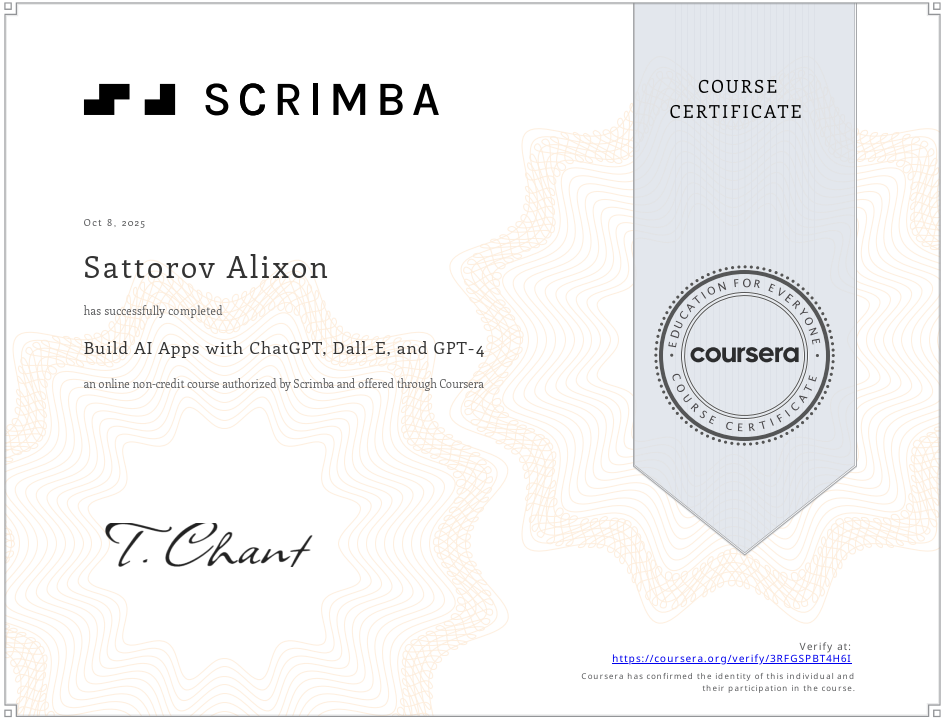 SCRIMBA
COURSE
CERTIFICATE
Oct 8, 2025
Sattorov Alixon
has successfully completed
Build AI Apps with ChatGPT, Dall-E, and GPT-4
an online non-credit course authorized by Scrimba and offered through Coursera
EDUCATION FOR EVERYONE
coursera
COURSE CERTIFICATE
T. Chant
Verify at:
https://coursera.org/verify/3RFGSPBT4H6I
Coursera has confirmed the identity of this individual and
their participation in the course.